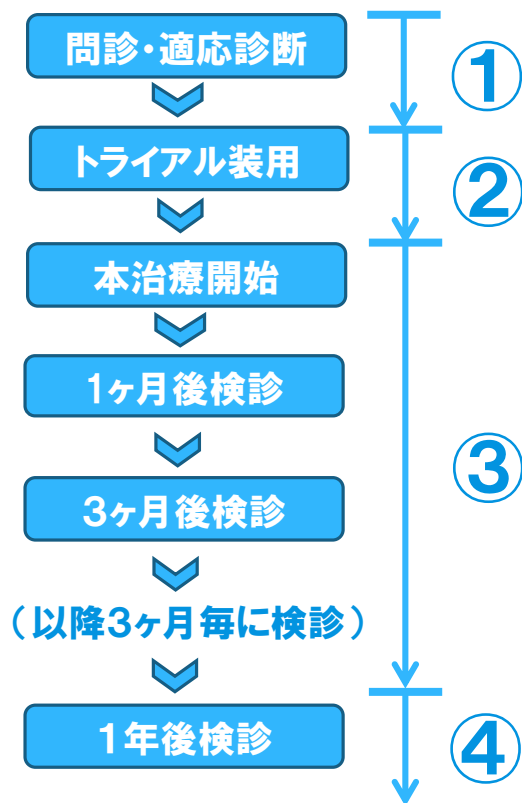 問診・適応診断
①
トライアル装用
②
本治療開始
1ヶ月後検診
3ヶ月後検診
③
（以降3ヶ月毎に検診）
1年後検診
④